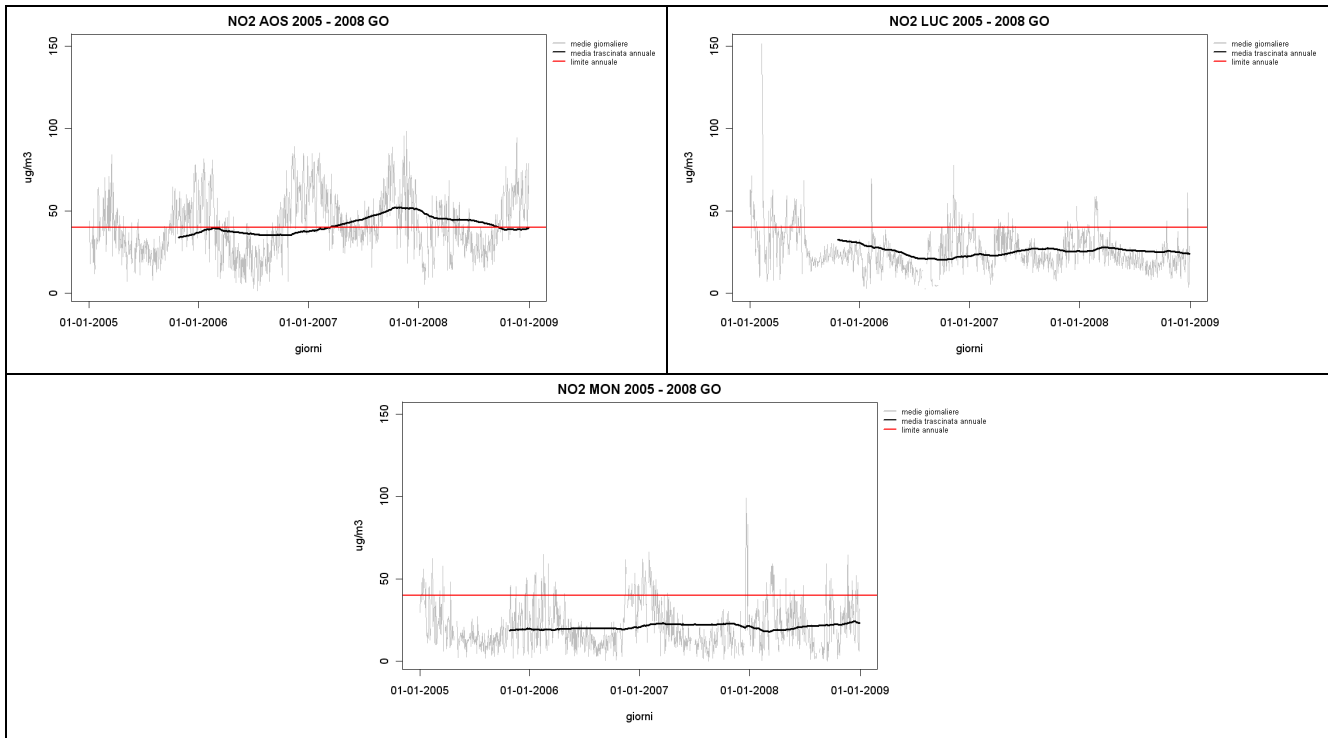 NO2 AOS 2005 - 2008 GO
medie giornaliere
media trascinata annuale
limite annuale
ug/m3
150
100
50
0
01-01-2005 01-01-2006 01-01-2007 01-01-2008 01-01-2009
giorni
NO2 LUC 2005 - 2008 GO
medie giornaliere
media trascinata annuale
limite annuale
ug/m3
150
100
50
0
01-01-2005 01-01-2006 01-01-2007 01-01-2008 01-01-2009
giorni
NO2 MON 2005 - 2008 GO
medie giornaliere
media trascinata annuale
limite annuale
ug/m3
150
100
50
0
01-01-2005 01-01-2006 01-01-2007 01-01-2008 01-01-2009
giorni